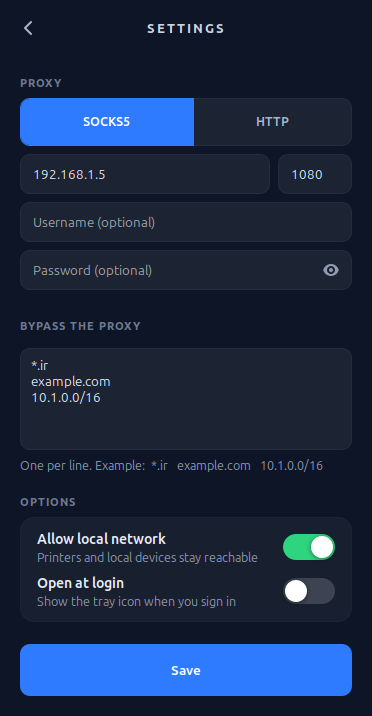 SETTINGS
PROXY
SOCKS5 HTTP
192.168.1.5 1080
Username (optional)
Password (optional)
BYPASS THE PROXY
*.ir
example.com
10.1.0.0/16
One per line. Example: *.ir example.com 10.1.0.0/16
OPTIONS
Allow local network
Printers and local devices stay reachable
Open at login
Show the tray icon when you sign in
Save